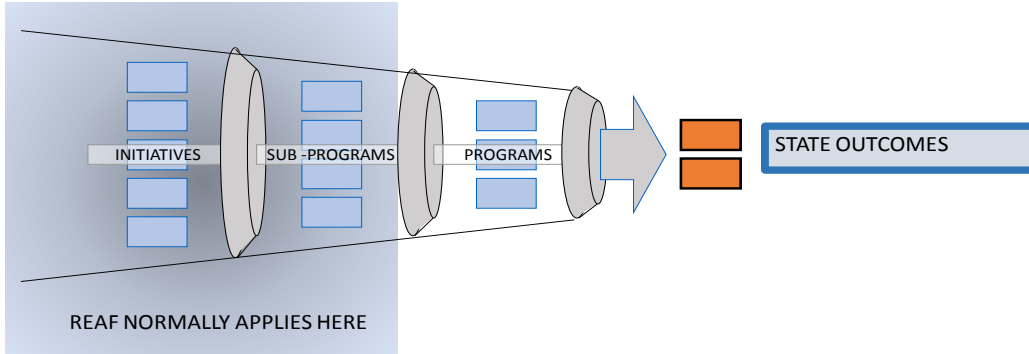 INITIATIVES
SUB -PROGRAMS
PROGRAMS
STATE OUTCOMES
REAF NORMALLY APPLIES HERE